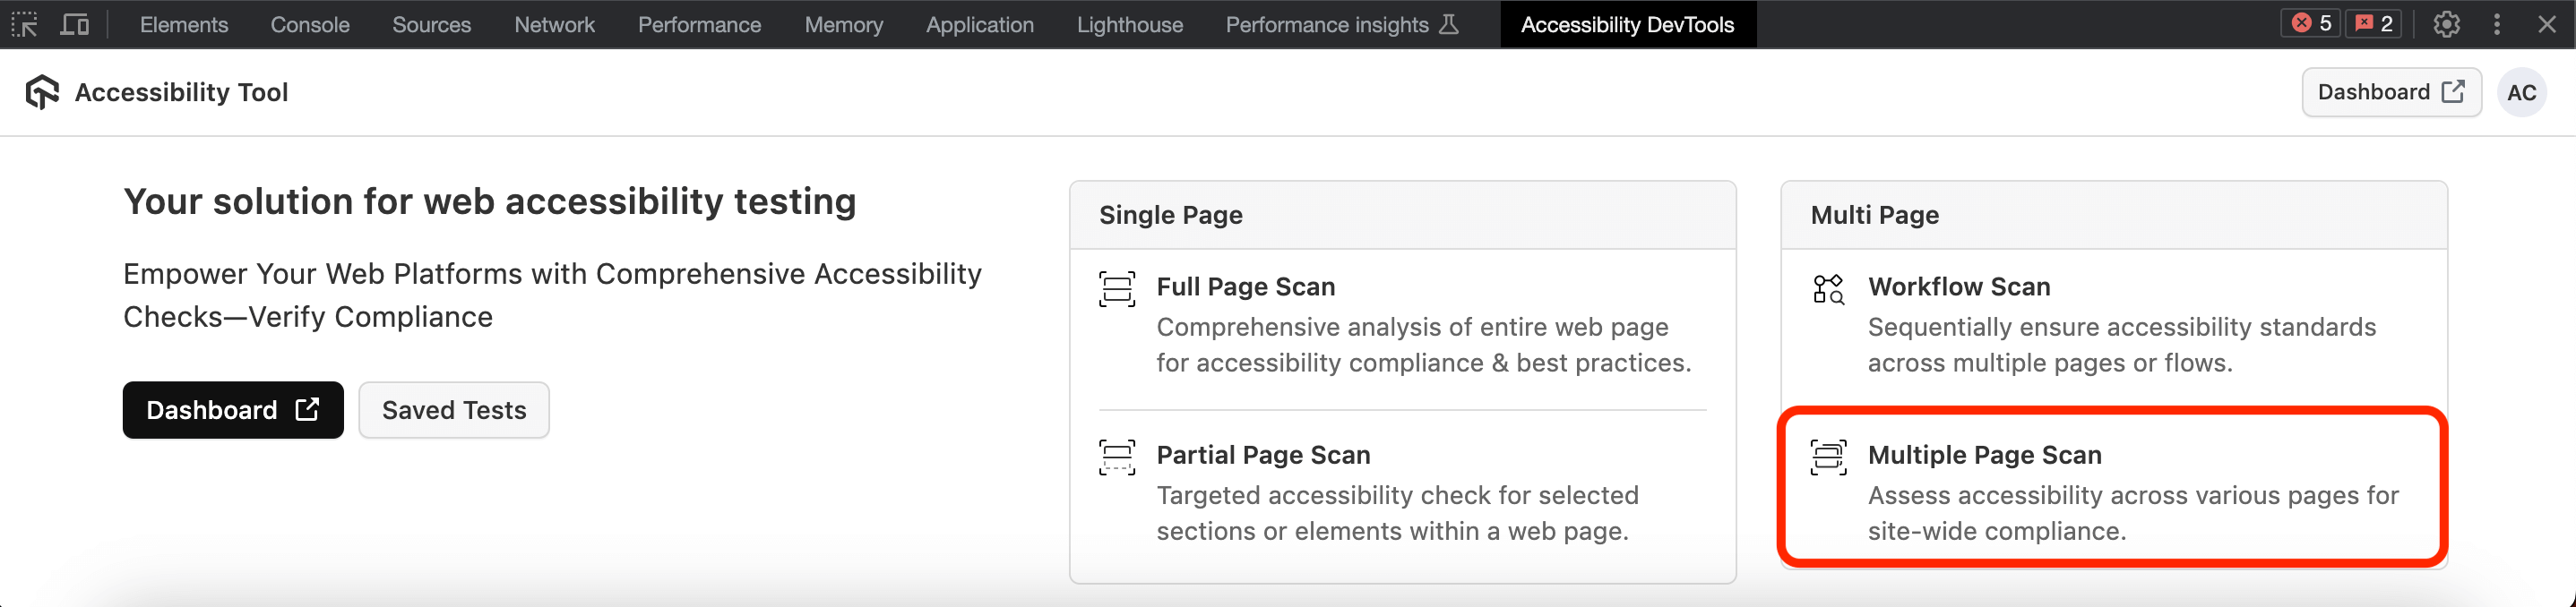 Elements Console Sources Network Performance Memory Application Lighthouse Performance insights Accessibility DevTools 5 2
Accessibility Tool
Dashboard AC
Your solution for web accessibility testing
Empower Your Web Platforms with Comprehensive Accessibility
Checks—Verify Compliance
Dashboard Saved Tests
Single Page
Full Page Scan
Comprehensive analysis of entire web page
for accessibility compliance & best practices.
Partial Page Scan
Targeted accessibility check for selected
sections or elements within a web page.
Multi Page
Workflow Scan
Sequentially ensure accessibility standards
across multiple pages or flows.
Multiple Page Scan
Assess accessibility across various pages for
site-wide compliance.